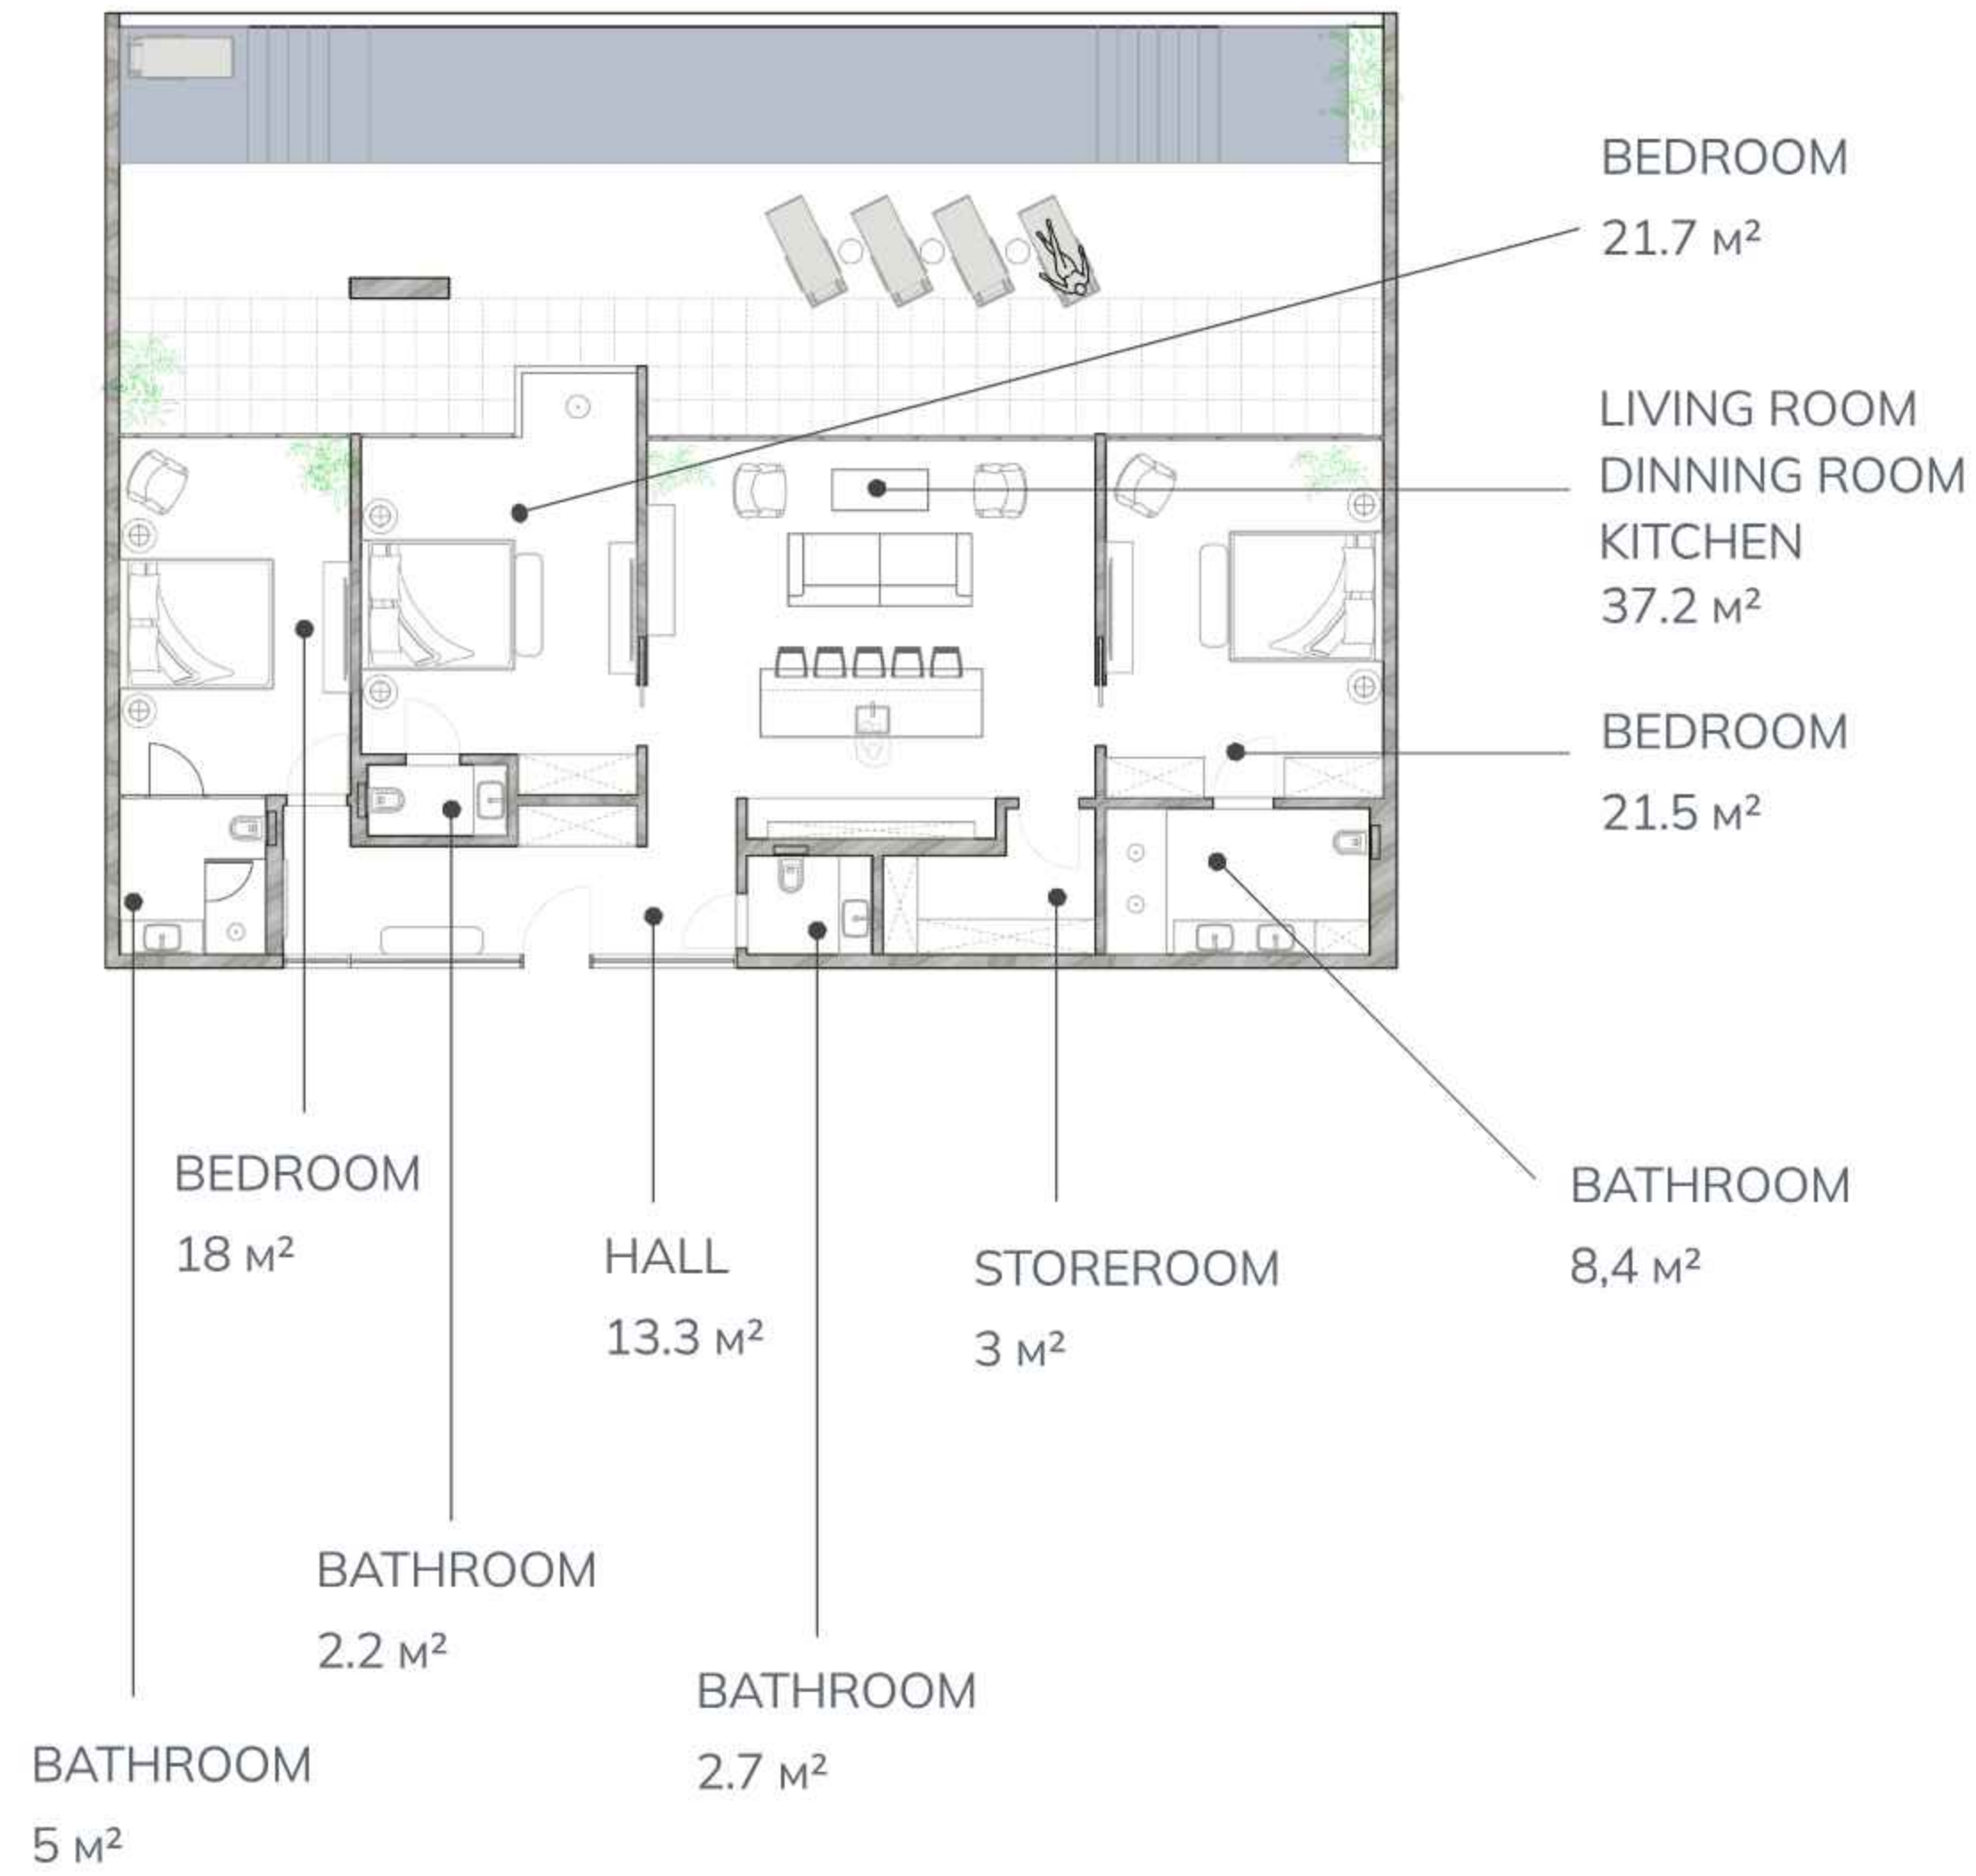 BEDROOM
21.7 м²
LIVING ROOM
DINNING ROOM
KITCHEN
37.2 м²
BEDROOM
21.5 м²
BEDROOM
18 м²
HALL
13.3 м²
STOREROOM
3 м²
BATHROOM
8,4 м²
BATHROOM
2.2 м²
BATHROOM
2.7 м²
BATHROOM
5 м²